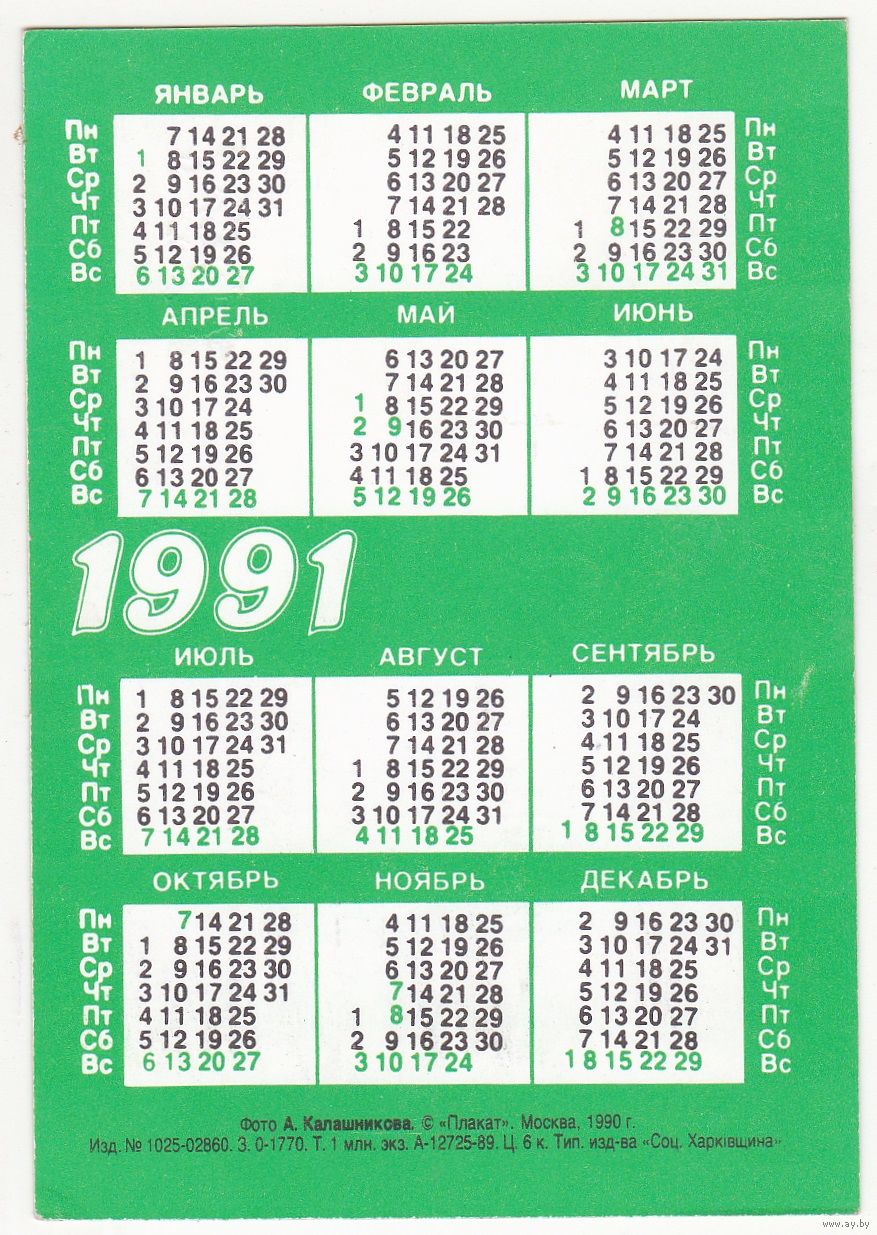 ЯНВАРЬ ФЕВРАЛЬ МАРТ
Пн 7 14 21 28 4 11 18 25 4 11 18 25 Пн
Вт 1 8 15 22 29 5 12 19 26 5 12 19 26 Вт
Ср 2 9 16 23 30 6 13 20 27 6 13 20 27 Ср
Чт 3 10 17 24 31 7 14 21 28 7 14 21 28 Чт
Пт 4 11 18 25 1 8 15 22 1 8 15 22 29 Пт
Сб 5 12 19 26 2 9 16 23 2 9 16 23 30 Сб
Вс 6 13 20 27 3 10 17 24 3 10 17 24 31 Вс
АПРЕЛЬ МАЙ ИЮНЬ
Пн 1 8 15 22 29 6 13 20 27 3 10 17 24 Пн
Вт 2 9 16 23 30 7 14 21 28 4 11 18 25 Вт
Ср 3 10 17 24 1 8 15 22 29 5 12 19 26 Ср
Чт 4 11 18 25 2 9 16 23 30 6 13 20 27 Чт
Пт 5 12 19 26 3 10 17 24 31 7 14 21 28 Пт
Сб 6 13 20 27 4 11 18 25 1 8 15 22 29 Сб
Вс 7 14 21 28 5 12 19 26 2 9 16 23 30 Вс
1991
ИЮЛЬ АВГУСТ СЕНТЯБРЬ
Пн 1 8 15 22 29 5 12 19 26 2 9 16 23 30 Пн
Вт 2 9 16 23 30 6 13 20 27 3 10 17 24 Вт
Ср 3 10 17 24 31 7 14 21 28 4 11 18 25 Ср
Чт 4 11 18 25 1 8 15 22 29 5 12 19 26 Чт
Пт 5 12 19 26 2 9 16 23 30 6 13 20 27 Пт
Сб 6 13 20 27 3 10 17 24 31 7 14 21 28 Сб
Вс 7 14 21 28 4 11 18 25 1 8 15 22 29 Вс
ОКТЯБРЬ НОЯБРЬ ДЕКАБРЬ
Пн 7 14 21 28 4 11 18 25 2 9 16 23 30 Пн
Вт 1 8 15 22 29 5 12 19 26 3 10 17 24 31 Вт
Ср 2 9 16 23 30 6 13 20 27 4 11 18 25 Ср
Чт 3 10 17 24 31 7 14 21 28 5 12 19 26 Чт
Пт 4 11 18 25 1 8 15 22 29 6 13 20 27 Пт
Сб 5 12 19 26 2 9 16 23 30 7 14 21 28 Сб
Вс 6 13 20 27 3 10 17 24 1 8 15 22 29 Вс
Фото А. Калашникова. © «Плакат». Москва, 1990 г.
Изд. № 1025-02860. З. 0-1770. Т. 1 млн. экз. А-12725-89. Ц. 6 к. Тип. изд-ва «Соц. Харкiвщина»
www.ay.by